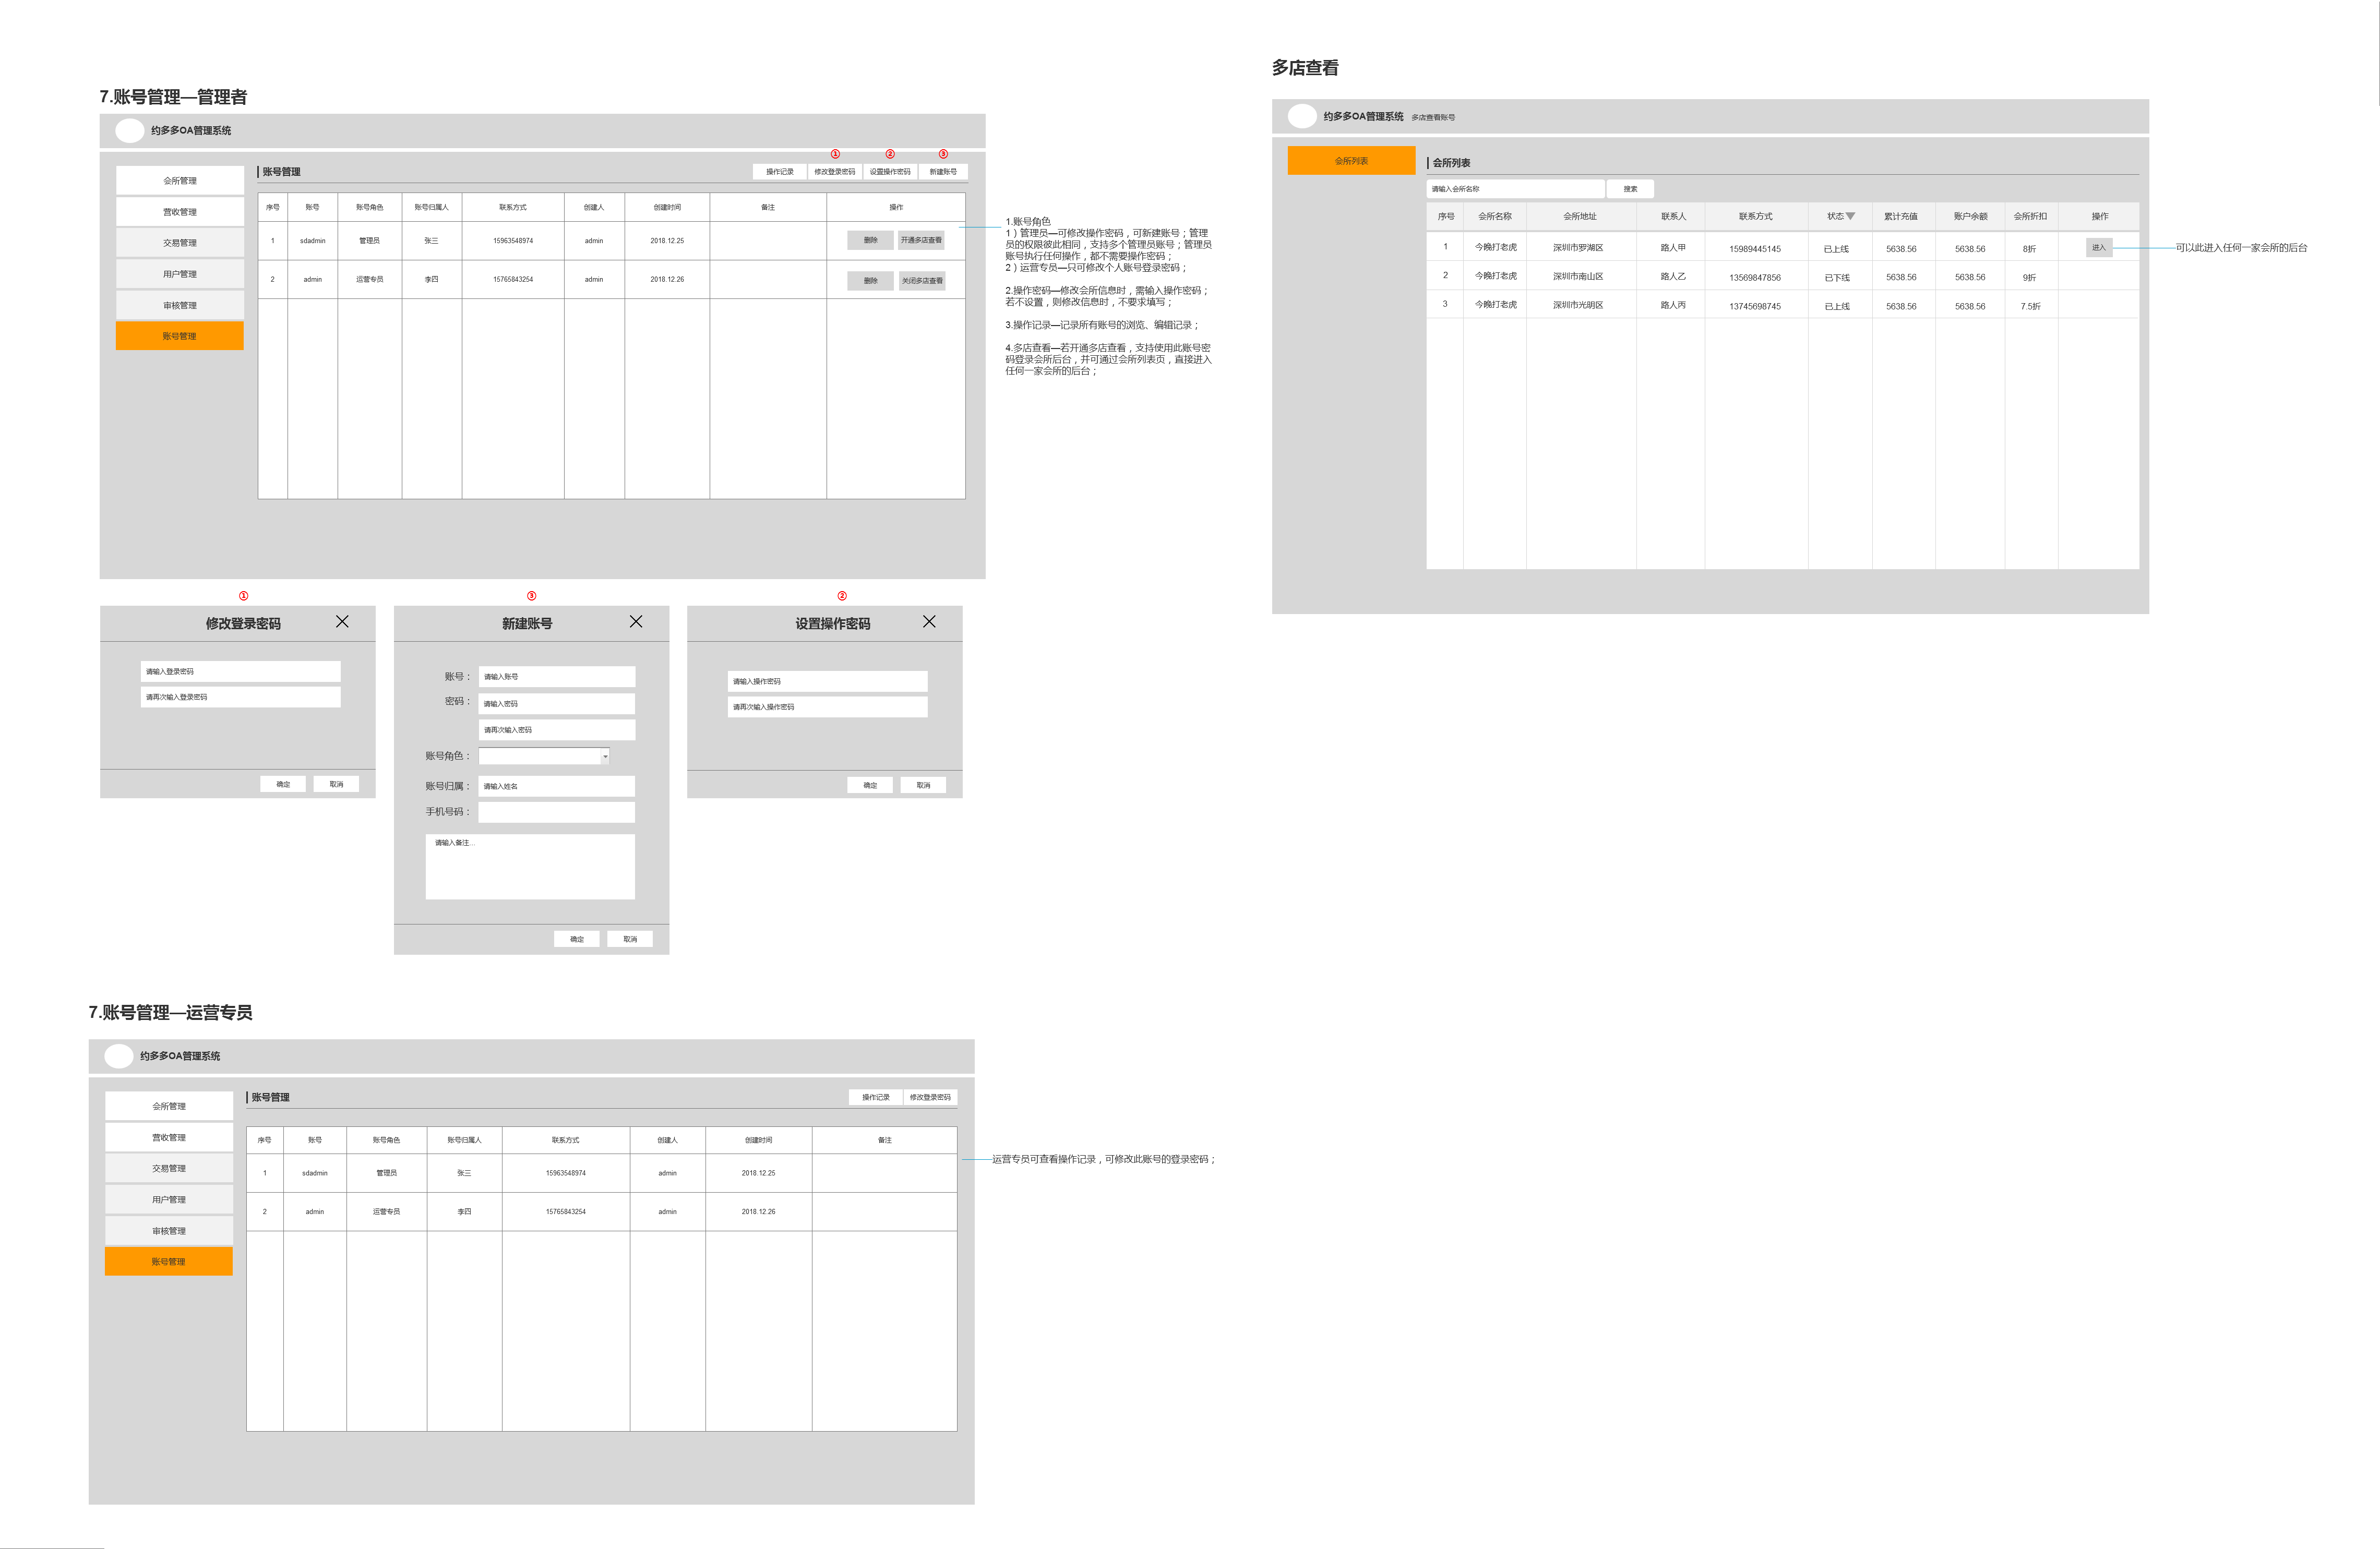 7.账号管理—管理者
约多多OA管理系统
会所管理
营收管理
交易管理
用户管理
审核管理
账号管理
账号管理
① ② ③
操作记录 修改登录密码 设置操作密码 新建账号
序号 账号 账号角色 账号归属人 联系方式 创建人 创建时间 备注 操作
1 sdadmin 管理员 张三 15963548974 admin 2018.12.25 删除 开通多店查看
2 admin 运营专员 李四 15765843254 admin 2018.12.26 删除 关闭多店查看
1.账号角色
1）管理员—可修改操作密码，可新建账号；管理
员的权限彼此相同，支持多个管理员账号；管理员
账号执行任何操作，都不需要操作密码；
2）运营专员—只可修改个人账号登录密码；
2.操作密码—修改会所信息时，需输入操作密码；
若不设置，则修改信息时，不要求填写；
3.操作记录—记录所有账号的浏览、编辑记录；
4.多店查看—若开通多店查看，支持使用此账号密
码登录会所后台，并可通过会所列表页，直接进入
任何一家会所的后台；
①
修改登录密码
请输入登录密码
请再次输入登录密码
确定 取消
③
新建账号
账号： 请输入账号
密码： 请输入密码
请再次输入密码
账号角色：
账号归属： 请输入姓名
手机号码：
请输入备注...
确定 取消
②
设置操作密码
请输入操作密码
请再次输入操作密码
确定 取消
7.账号管理—运营专员
约多多OA管理系统
会所管理
营收管理
交易管理
用户管理
审核管理
账号管理
账号管理
操作记录 修改登录密码
序号 账号 账号角色 账号归属人 联系方式 创建人 创建时间 备注
1 sdadmin 管理员 张三 15963548974 admin 2018.12.25
2 admin 运营专员 李四 15765843254 admin 2018.12.26
运营专员可查看操作记录，可修改此账号的登录密码；
多店查看
约多多OA管理系统 多店查看账号
会所列表
会所列表
请输入会所名称 搜索
序号 会所名称 会所地址 联系人 联系方式 状态 累计充值 账户余额 会所折扣 操作
1 今晚打老虎 深圳市罗湖区 路人甲 15989445145 已上线 5638.56 5638.56 8折 进入
2 今晚打老虎 深圳市南山区 路人乙 13569847856 已下线 5638.56 5638.56 9折
3 今晚打老虎 深圳市光明区 路人丙 13745698745 已上线 5638.56 5638.56 7.5折
可以此进入任何一家会所的后台